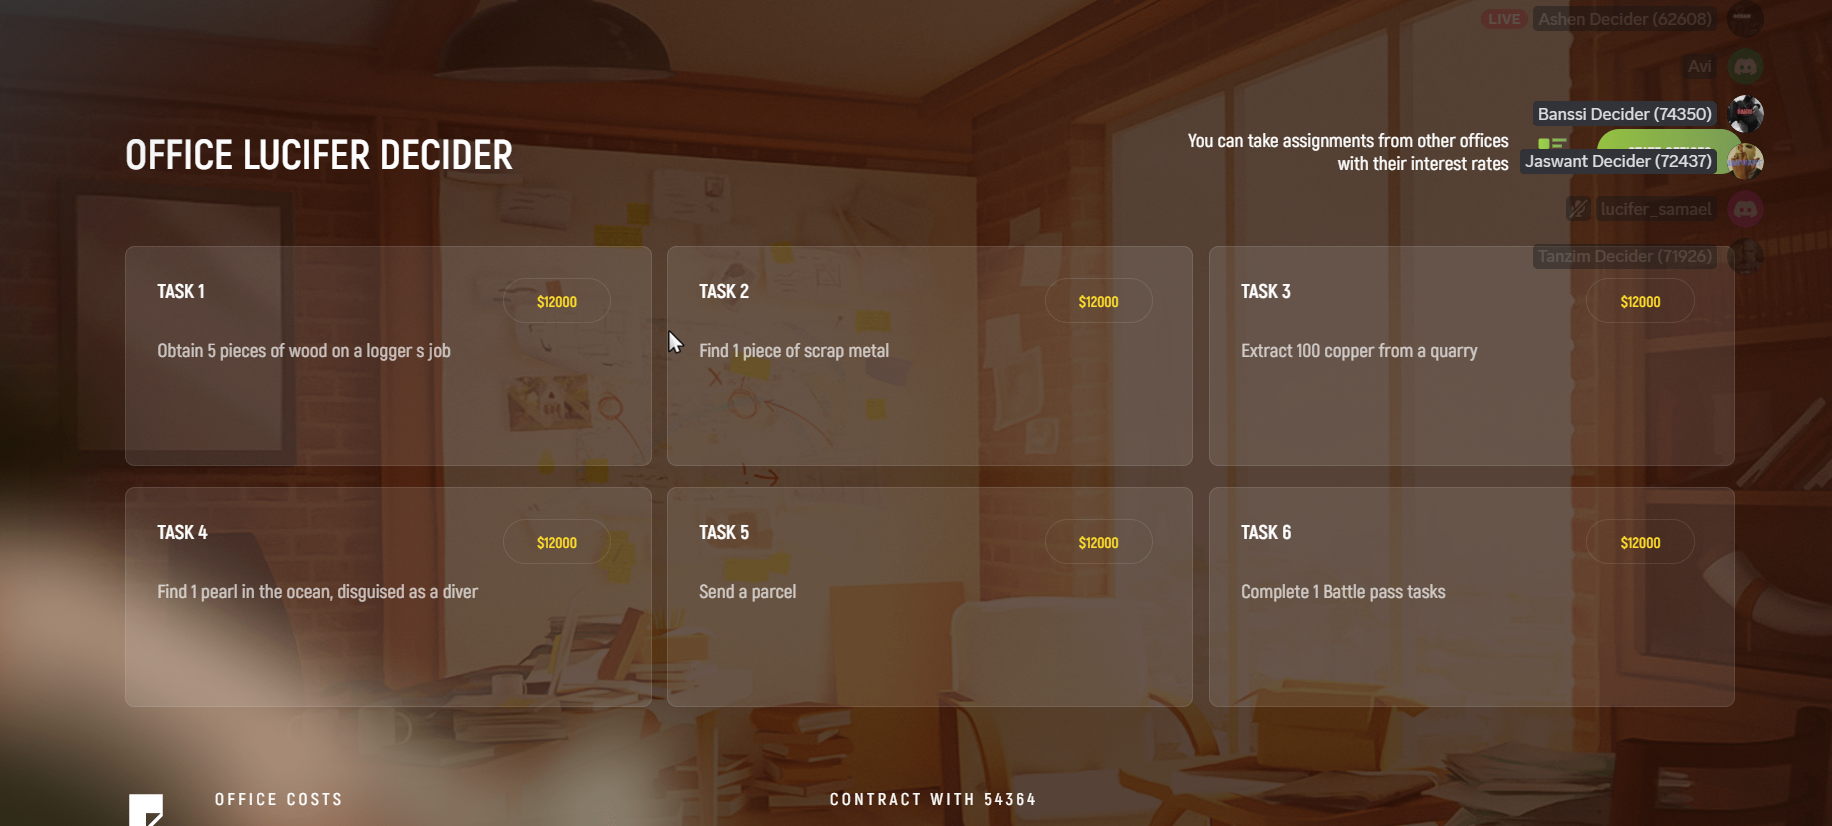 LIVE Ashen Decider (62608)
Avi
Banssi Decider (74350)
OFFICE LUCIFER DECIDER
You can take assignments from other offices
with their interest rates
Jaswant Decider (72437)
lucifer_samael
Tanzim Decider (71926)
TASK 1
$12000
Obtain 5 pieces of wood on a logger s job
TASK 2
$12000
Find 1 piece of scrap metal
TASK 3
$12000
Extract 100 copper from a quarry
TASK 4
$12000
Find 1 pearl in the ocean, disguised as a diver
TASK 5
$12000
Send a parcel
TASK 6
$12000
Complete 1 Battle pass tasks
OFFICE COSTS
CONTRACT WITH 54364